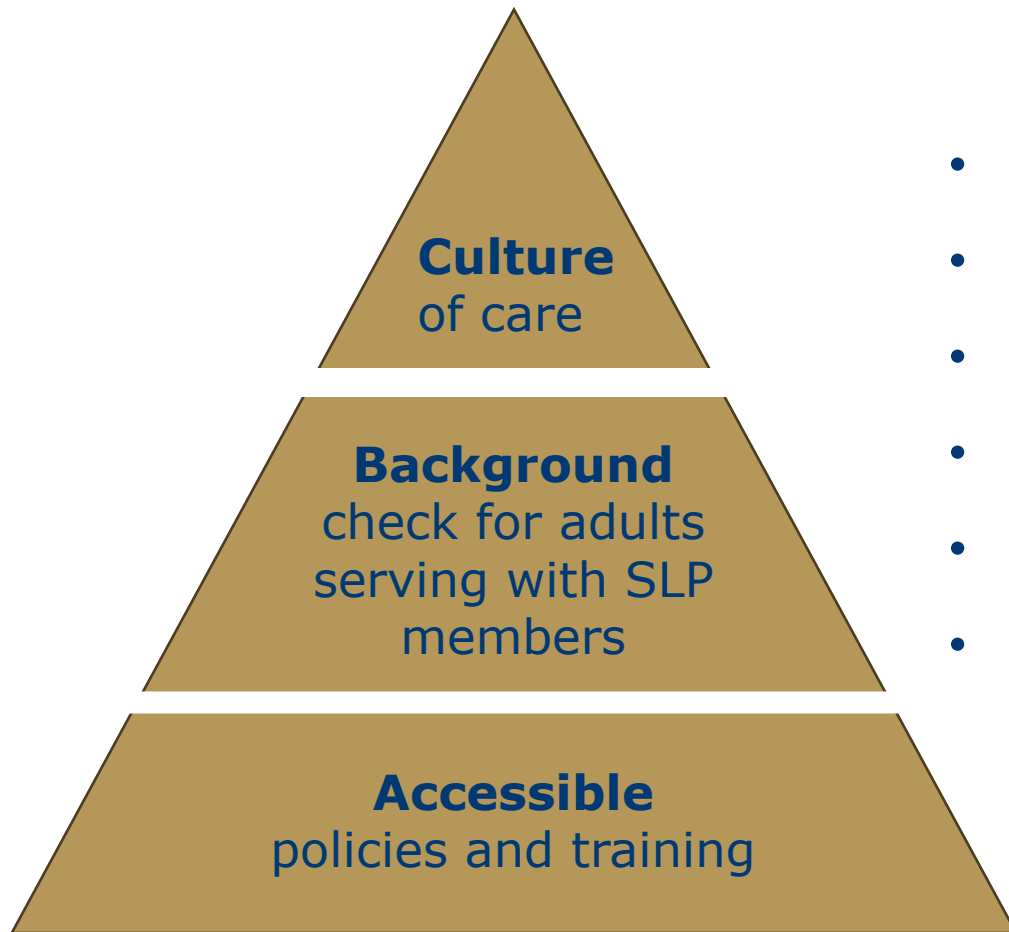 Culture
of care
Background
check for adults
serving with SLP
members
Accessible
policies and training